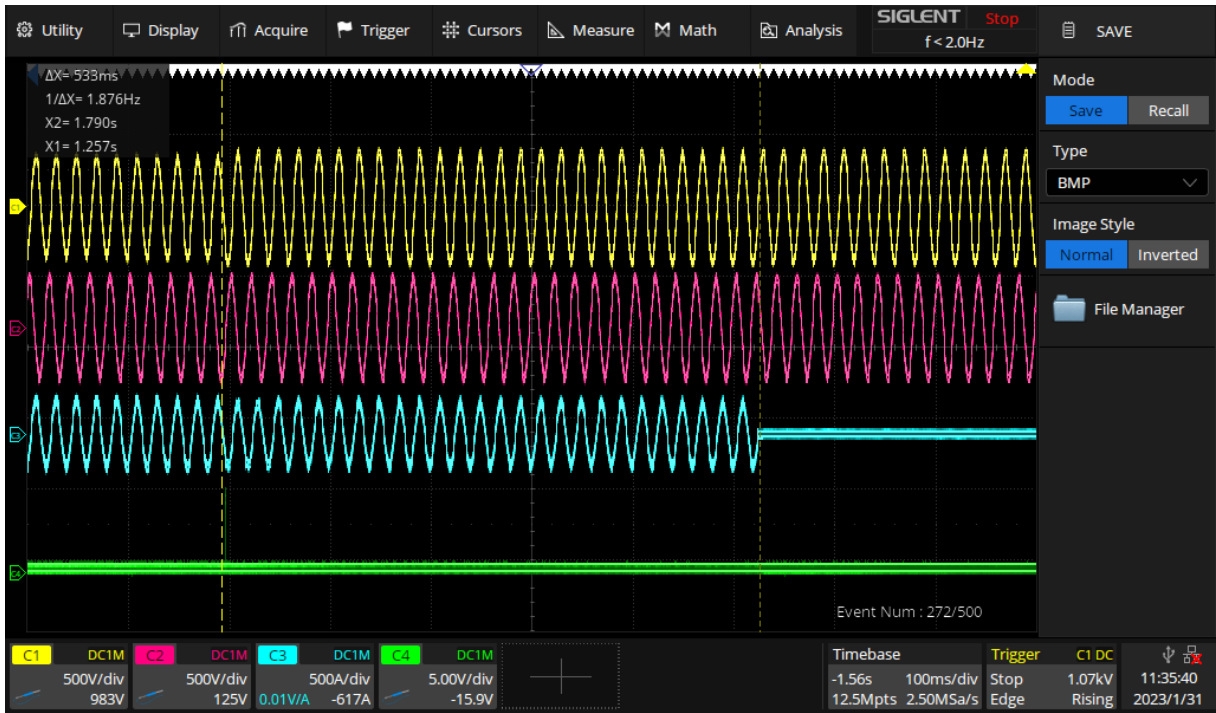 Utility Display Acquire Trigger Cursors Measure Math Analysis SIGLENT Stop
f < 2.0Hz
SAVE
ΔX= 533ms
1/ΔX= 1.876Hz
X2= 1.790s
X1= 1.257s
Mode
Save Recall
Type
BMP
Image Style
Normal Inverted
File Manager
C1
C2
C3
C4
Event Num : 272/500
C1 DC1M C2 DC1M C3 DC1M C4 DC1M Timebase Trigger C1 DC
500V/div 500V/div 500A/div 5.00V/div -1.56s 100ms/div Stop 1.07kV 11:35:40
983V 125V 0.01V/A -617A -15.9V 12.5Mpts 2.50MSa/s Edge Rising 2023/1/31